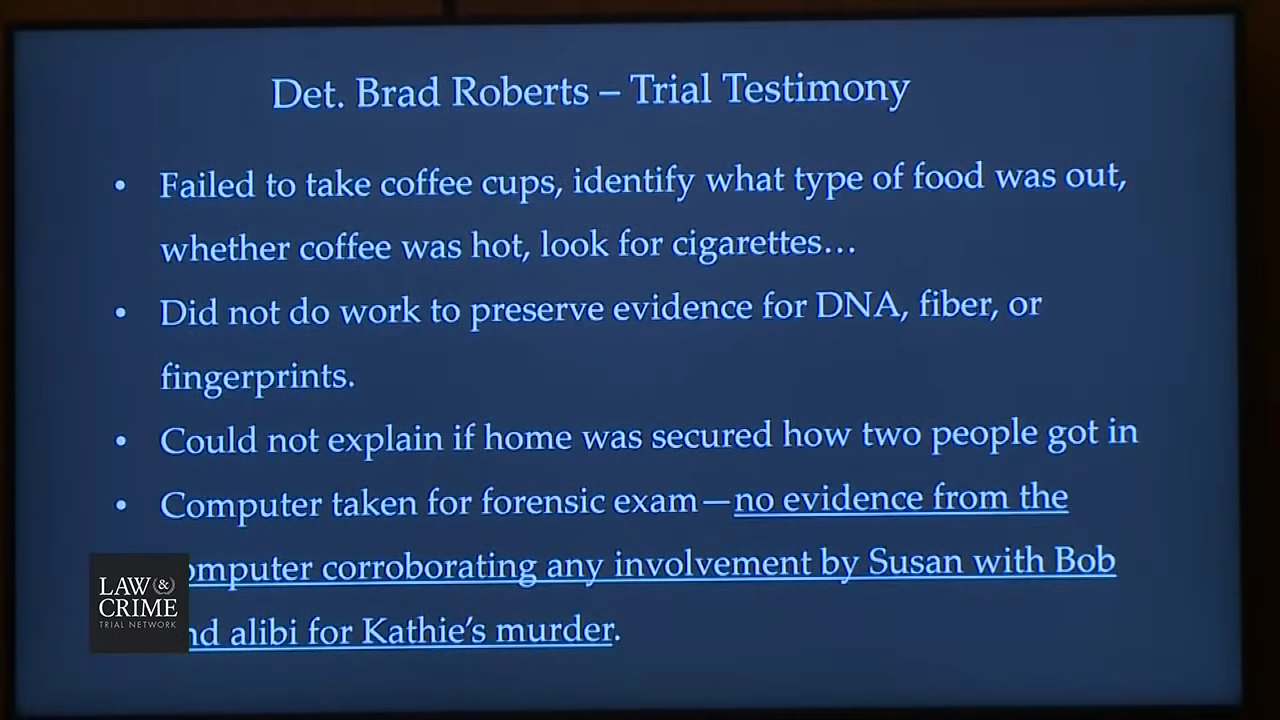 Det. Brad Roberts – Trial Testimony
• Failed to take coffee cups, identify what type of food was out,
whether coffee was hot, look for cigarettes…
• Did not do work to preserve evidence for DNA, fiber, or
fingerprints.
• Could not explain if home was secured how two people got in
• Computer taken for forensic exam—no evidence from the
omputer corroborating any involvement by Susan with Bob
nd alibi for Kathie's murder.
LAW &
CRIME
TRIAL NETWORK